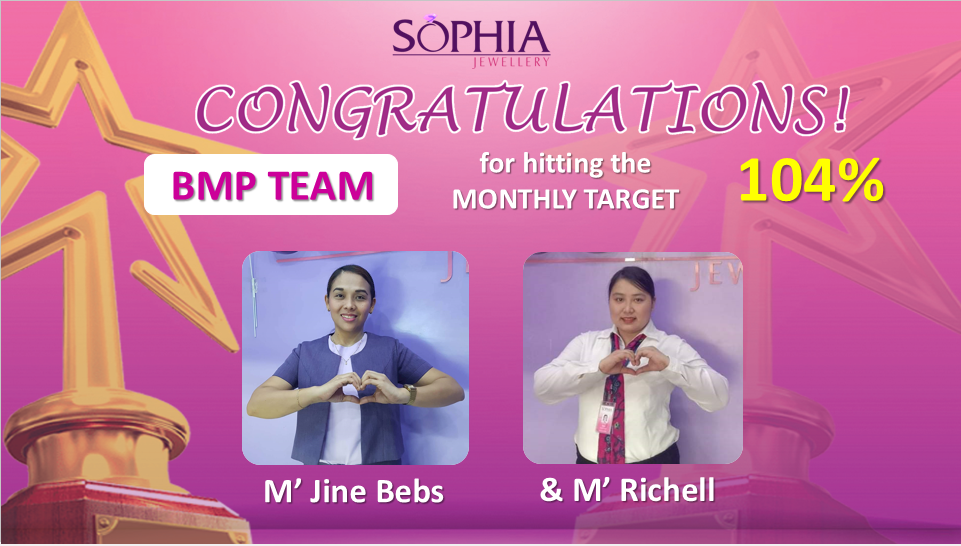 SOPHIA
JEWELLERY
CONGRATULATIONS!
BMP TEAM
for hitting the
MONTHLY TARGET
104%
M’ Jine Bebs
& M’ Richell